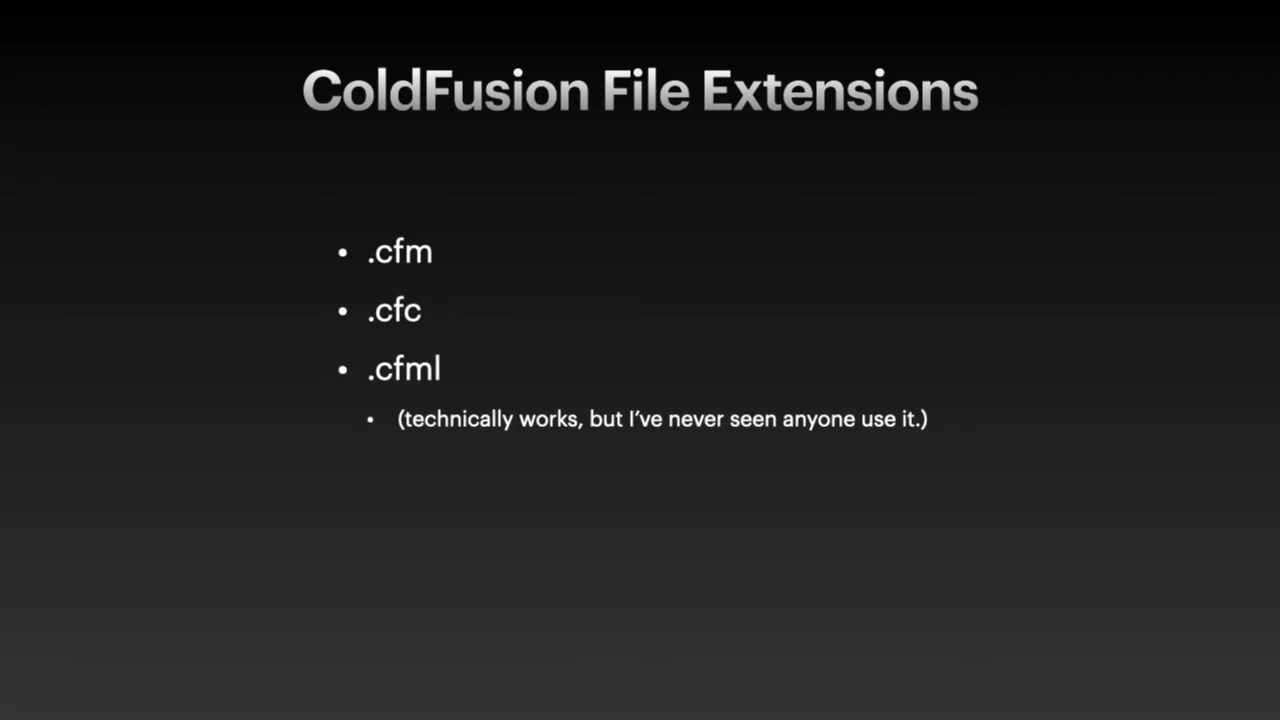 ColdFusion File Extensions
• .cfm
• .cfc
• .cfml
• (technically works, but I’ve never seen anyone use it.)